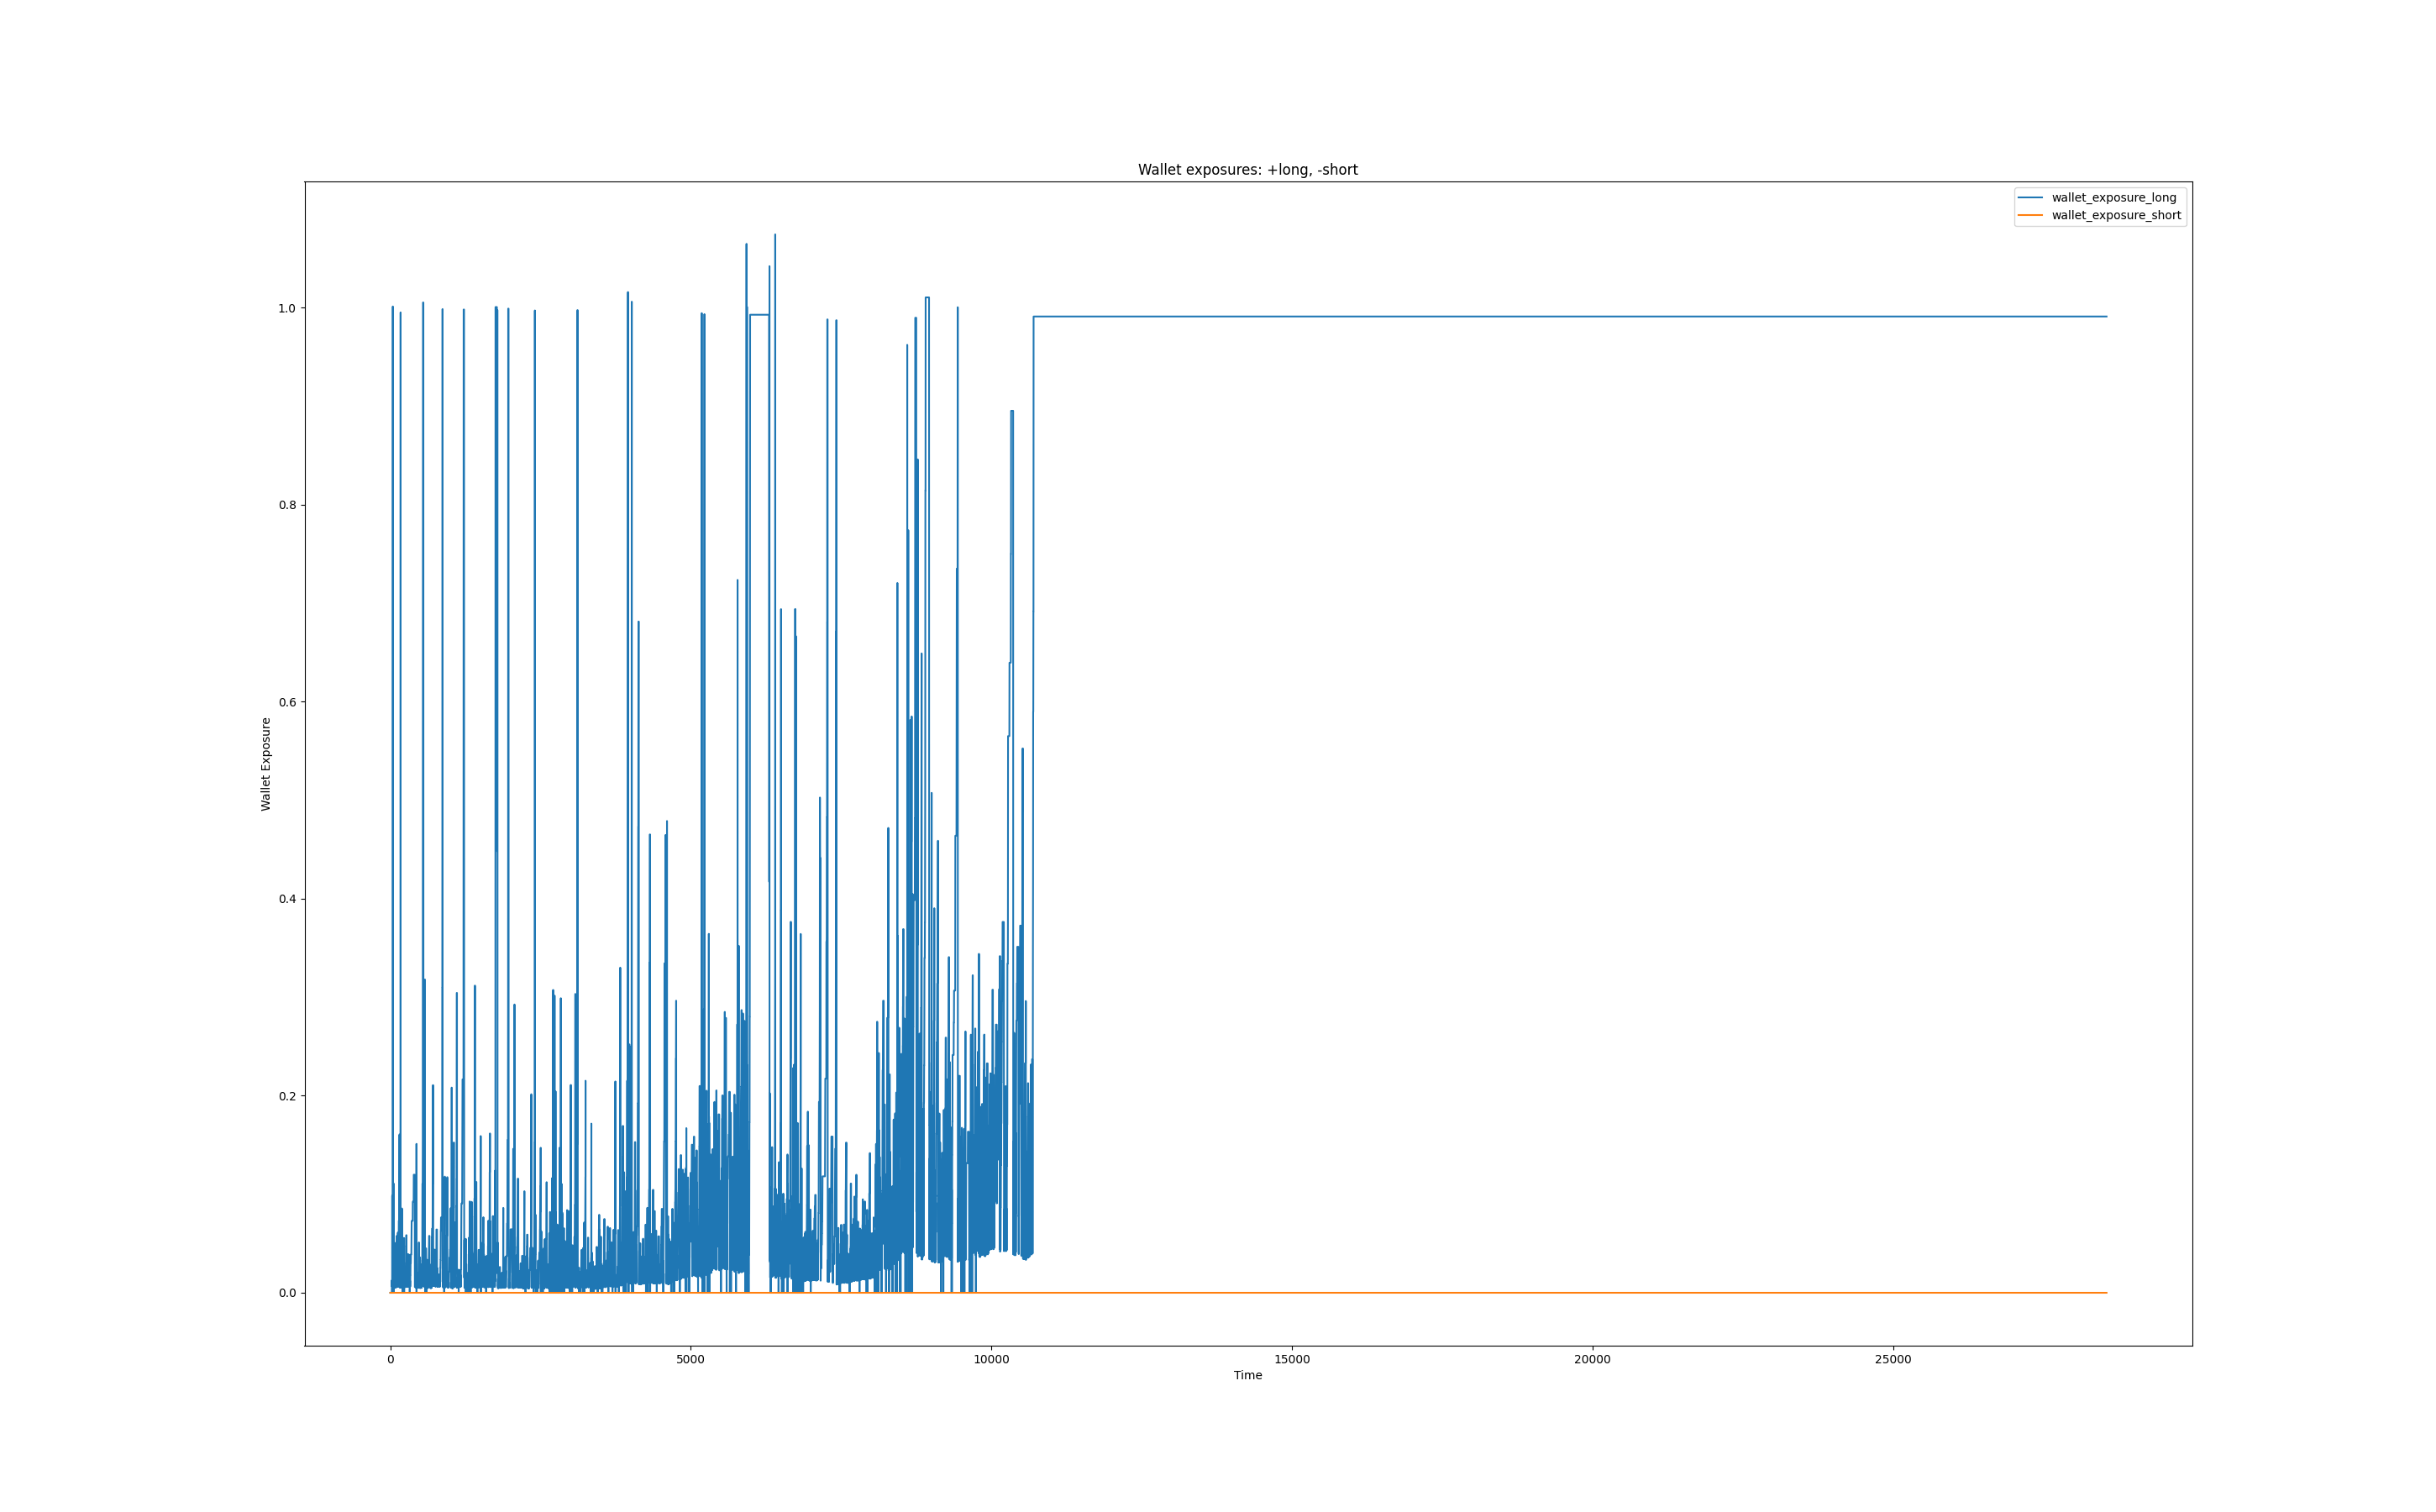 Wallet exposures: +long, -short
wallet_exposure_long
wallet_exposure_short
1.0
0.8
0.6
0.4
0.2
0.0
Wallet Exposure
0 5000 10000 15000 20000 25000
Time